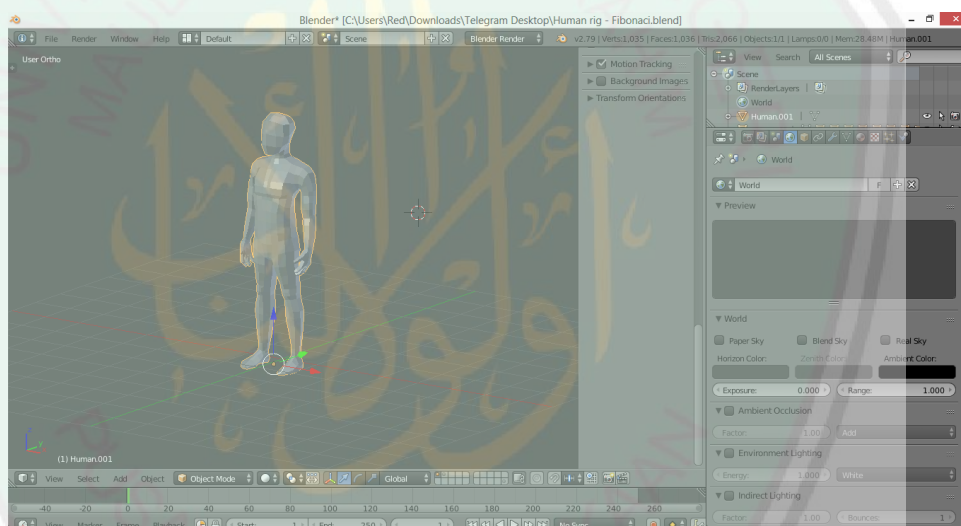 Blender* [C:\Users\Red\Downloads\Telegram Desktop\Human rig - Fibonaci.blend]
File Render Window Help Default Scene Blender Render v2.79 | Verts:1,035 | Faces:1,036 | Tris:2,066 | Objects:1/1 | Lamps:0/0 | Mem:28.48M | Human.001
User Ortho
Motion Tracking
Background Images
Transform Orientations
View Search All Scenes
Scene
RenderLayers
World
Human.001
World
World F
Preview
World
Paper Sky Blend Sky Real Sky
Horizon Color: Zenith Color: Ambient Color:
Exposure: 0.000 Range: 1.000
Ambient Occlusion
Factor: 1.00 Add
Environment Lighting
Energy: 1.000 White
Indirect Lighting
Factor: 1.00 Bounces: 1
z
y
(1) Human.001
View Select Add Object Object Mode Global
-40 -20 0 20 40 60 80 100 120 140 160 180 200 220 240 260
View Marker Frame Playback Start: 1 End: 250 1 No Sync